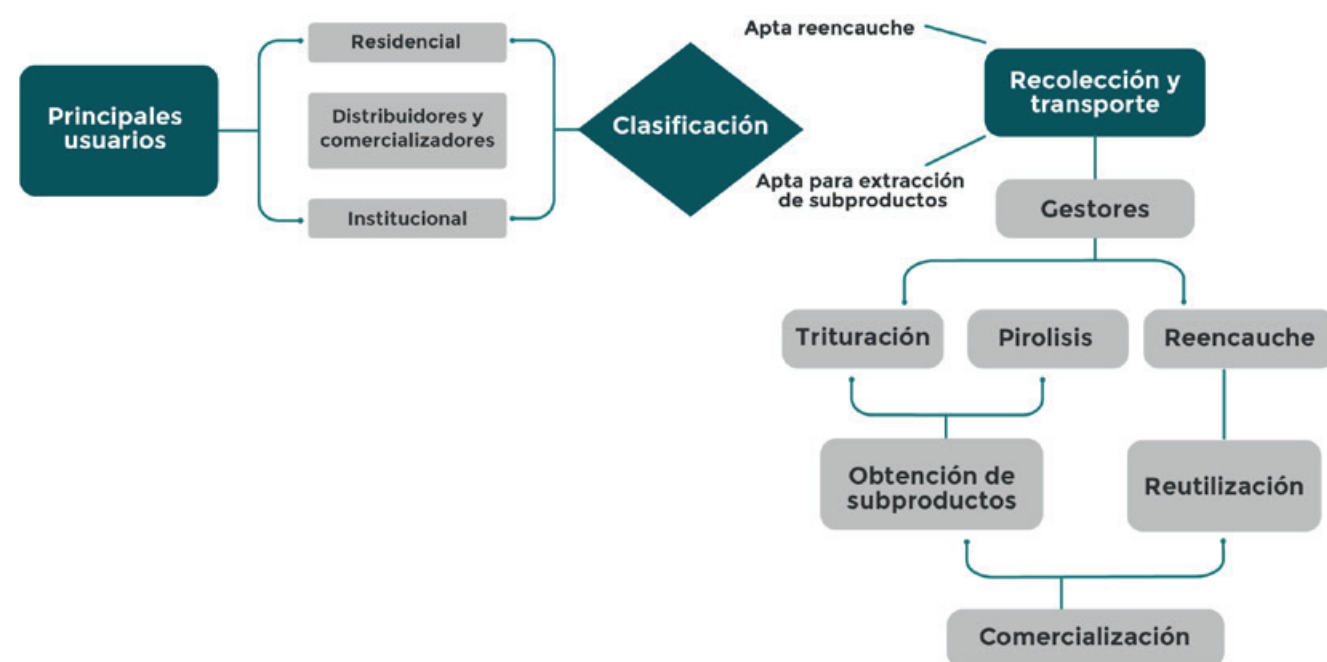 Principales
usuarios
Residencial
Distribuidores y
comercializadores
Institucional
Clasificación
Apta reencauche
Apta para extracción
de subproductos
Recolección y
transporte
Gestores
Trituración
Pirolisis
Reencauche
Obtención de
subproductos
Reutilización
Comercialización